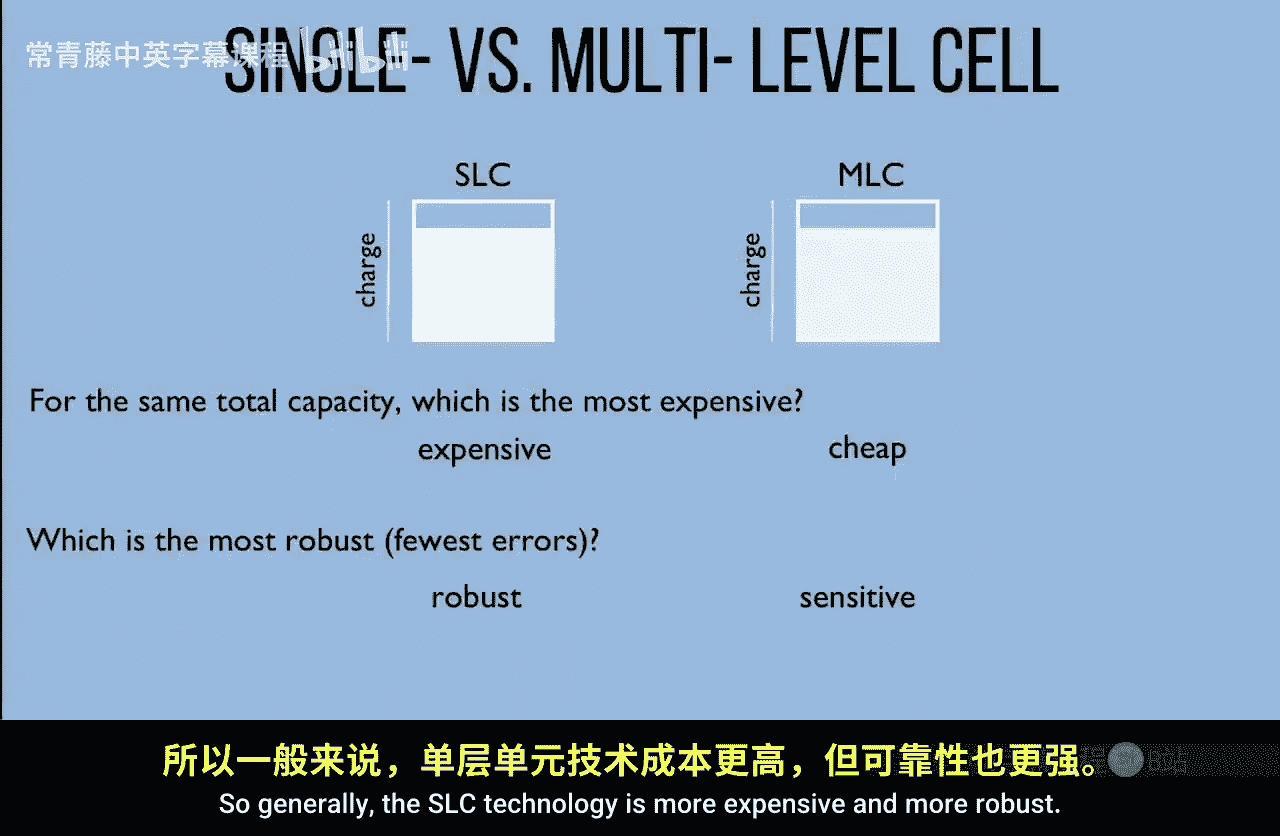 SINGLE- VS. MULTI- LEVEL CELL
常青藤中英字幕课程 bilibili
SLC
MLC
charge
charge
For the same total capacity, which is the most expensive?
expensive
cheap
Which is the most robust (fewest errors)?
robust
sensitive
所以一般来说，单层单元技术成本更高，但可靠性也更强。
So generally, the SLC technology is more expensive and more robust.